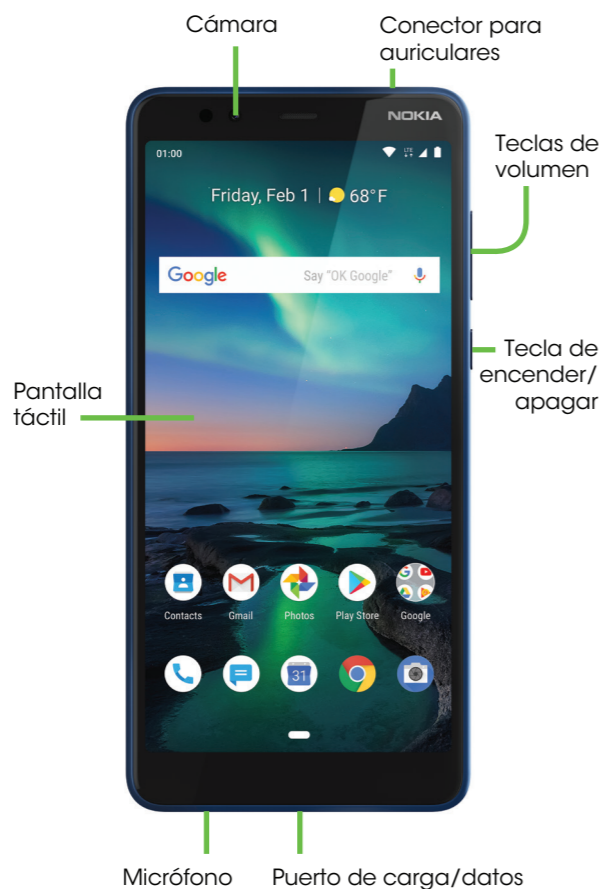 Cámara
Conector para
auriculares
NOKIA
01:00
LTE
Teclas de
volumen
Friday, Feb 1 | 68°F
Google Say "OK Google"
Tecla de
encender/
apagar
Pantalla
táctil
Contacts Gmail Photos Play Store Google
31
Micrófono Puerto de carga/datos